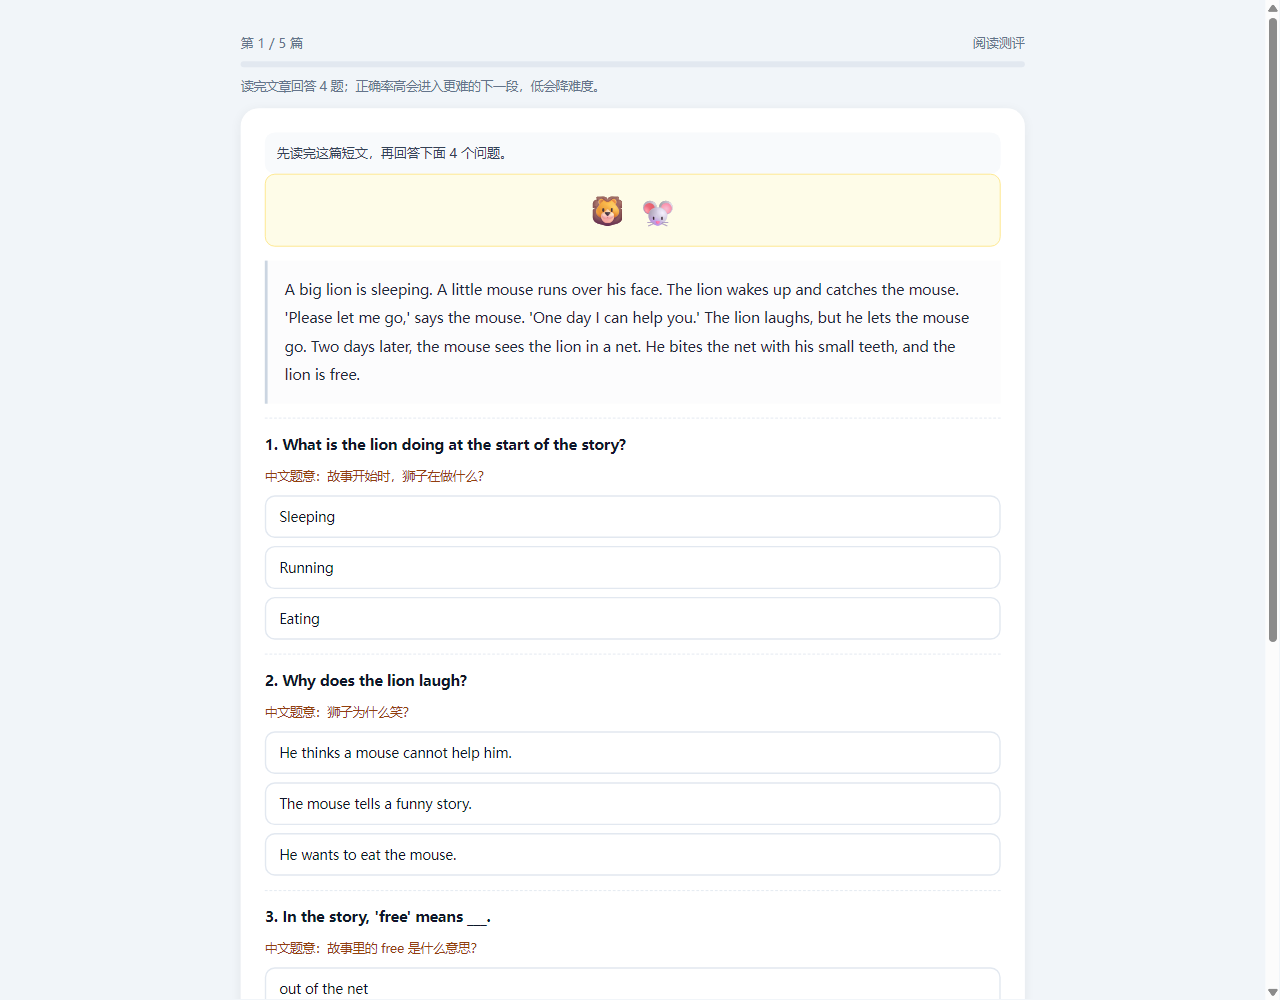 第 1 / 5 篇
阅读测评
读完文章回答 4 题；正确率高会进入更难的下一段，低会降难度。
先读完这篇短文，再回答下面 4 个问题。
A big lion is sleeping. A little mouse runs over his face. The lion wakes up and catches the mouse.
'Please let me go,' says the mouse. 'One day I can help you.' The lion laughs, but he lets the mouse
go. Two days later, the mouse sees the lion in a net. He bites the net with his small teeth, and the
lion is free.
1. What is the lion doing at the start of the story?
中文题意：故事开始时，狮子在做什么？
Sleeping
Running
Eating
2. Why does the lion laugh?
中文题意：狮子为什么笑？
He thinks a mouse cannot help him.
The mouse tells a funny story.
He wants to eat the mouse.
3. In the story, 'free' means ___.
中文题意：故事里的 free 是什么意思？
out of the net